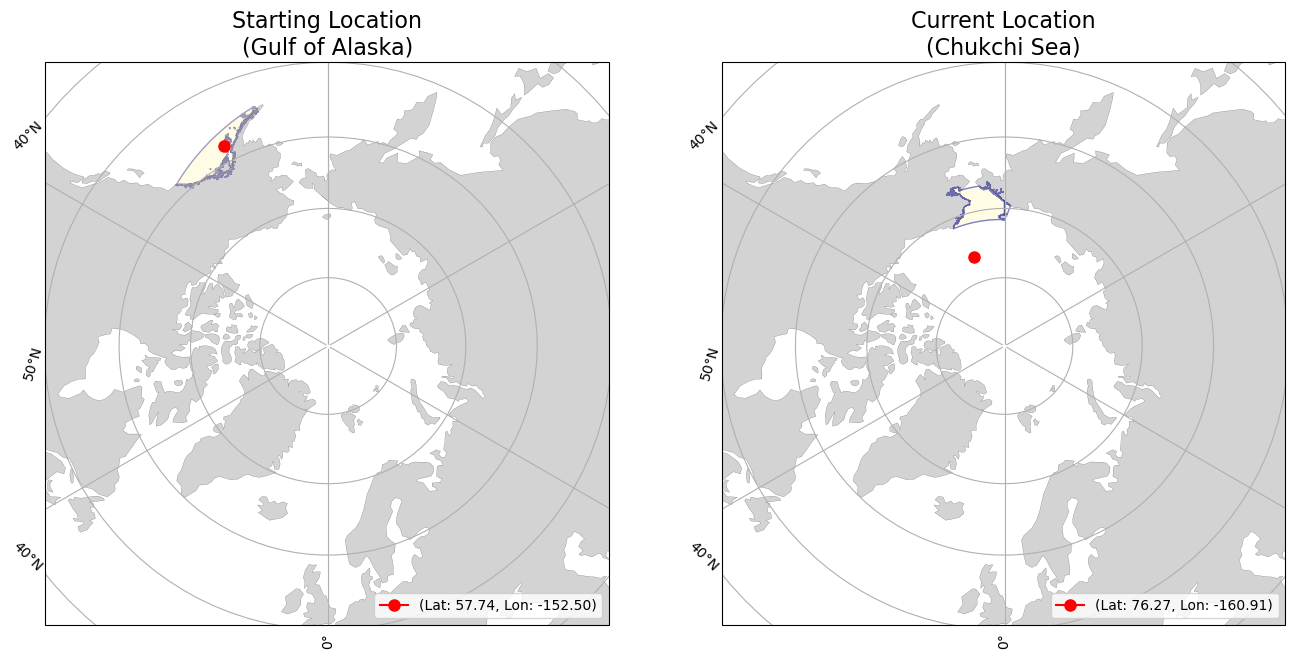 Starting Location
(Gulf of Alaska)
40°N
50°N
40°N
0°
(Lat: 57.74, Lon: -152.50)
Current Location
(Chukchi Sea)
40°N
50°N
40°N
0°
(Lat: 76.27, Lon: -160.91)